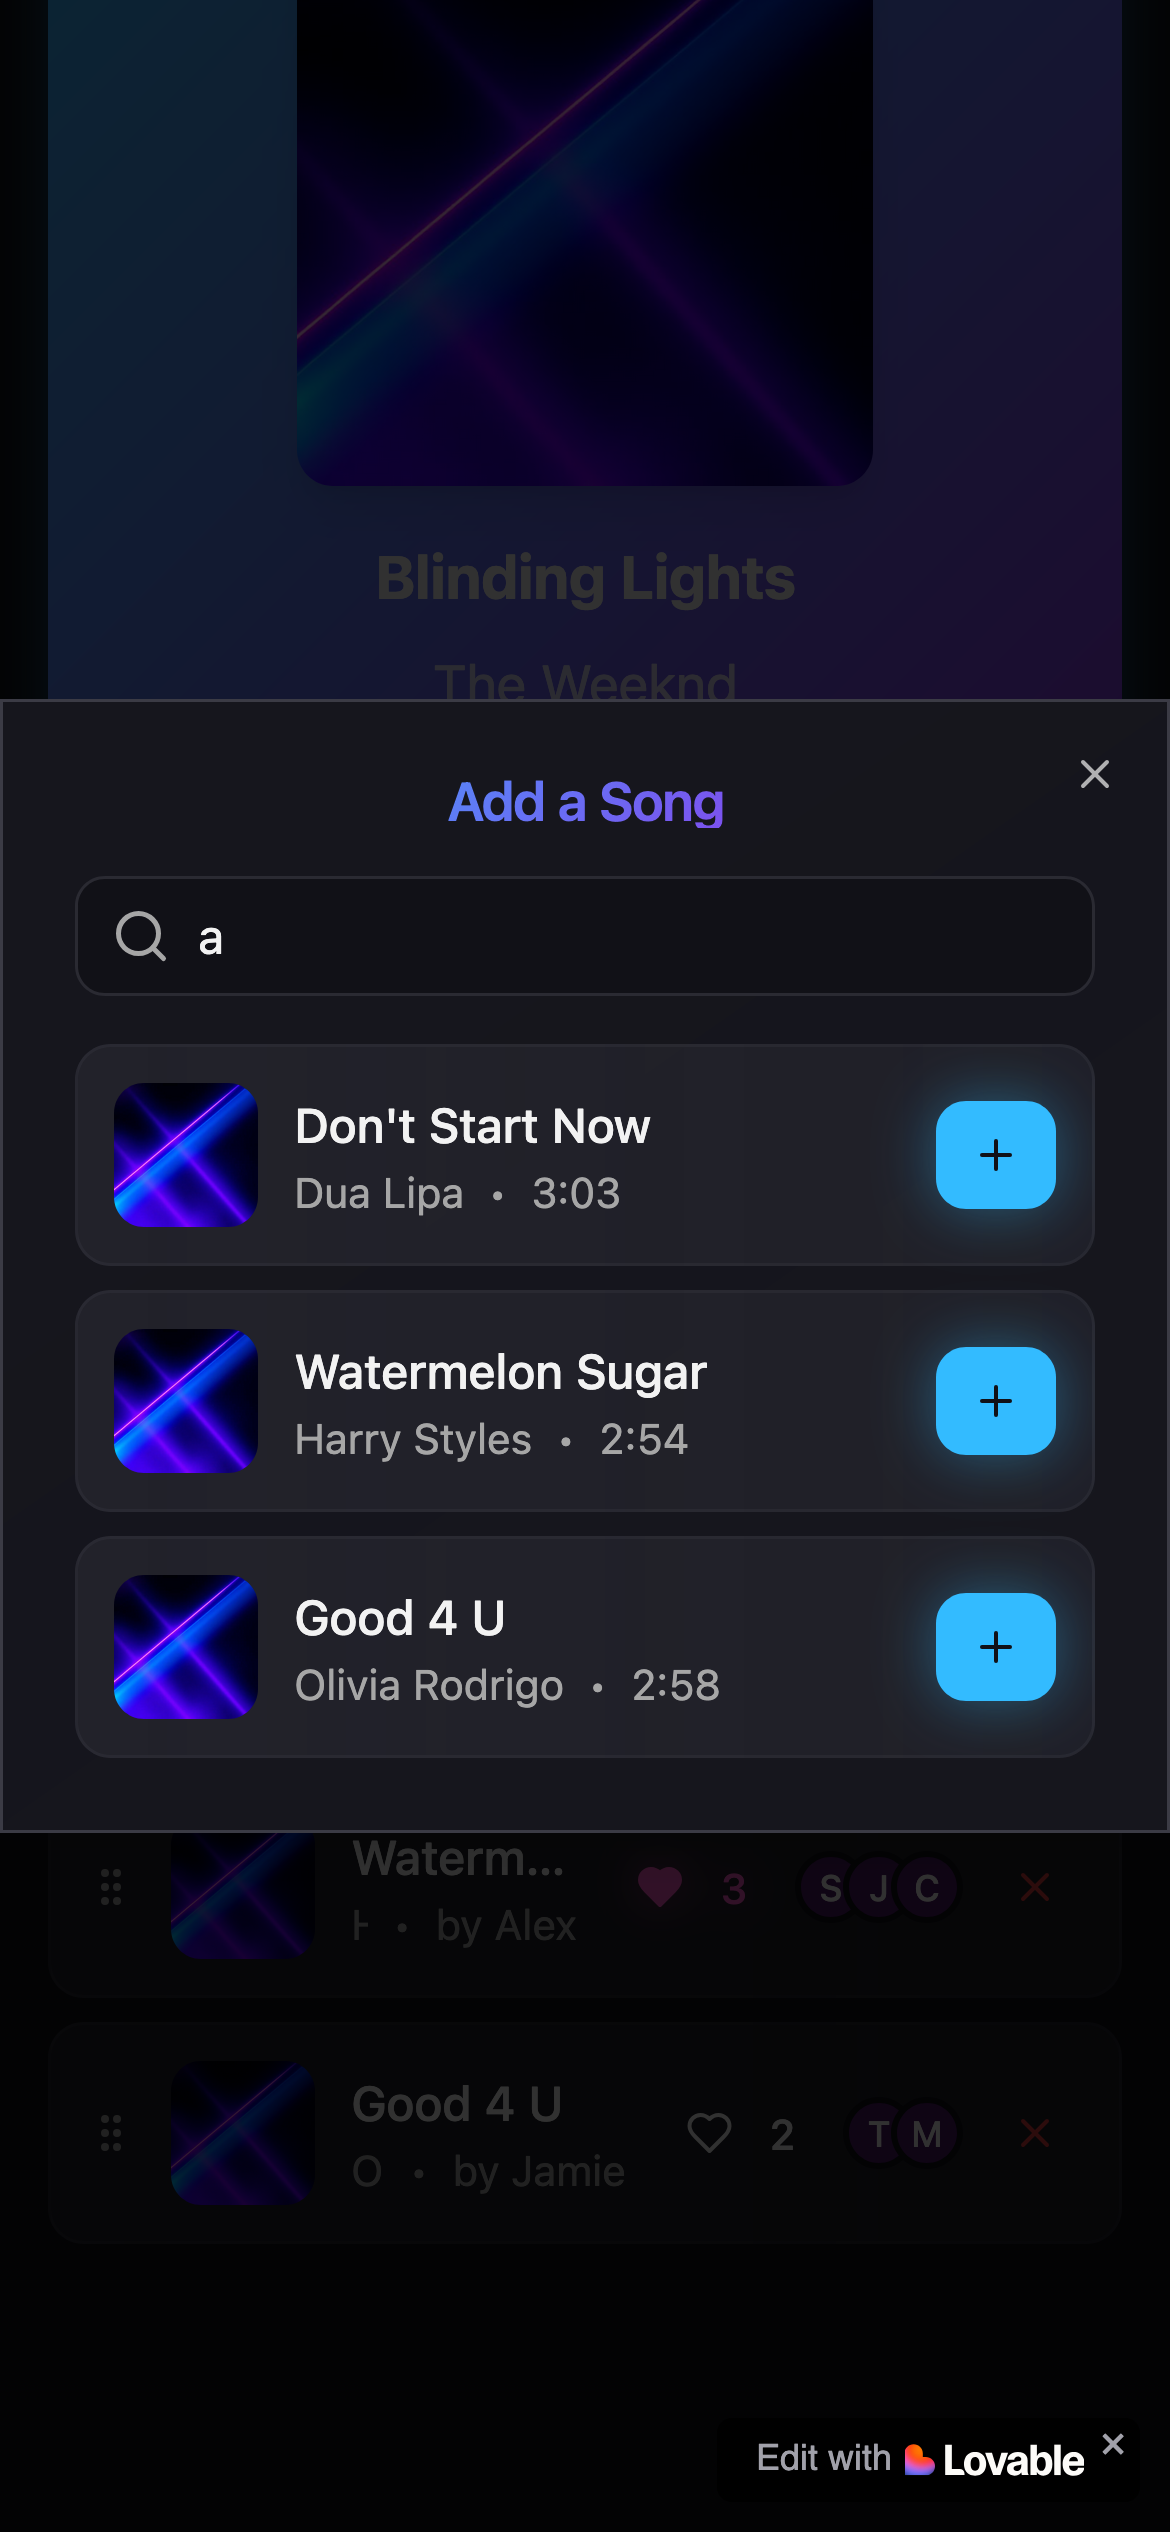 Blinding Lights
The Weeknd
Add a Song
a
Don't Start Now
Dua Lipa • 3:03
Watermelon Sugar
Harry Styles • 2:54
Good 4 U
Olivia Rodrigo • 2:58
Waterm... 3 S J C
H • by Alex
Good 4 U 2 T M
O • by Jamie
Edit with Lovable